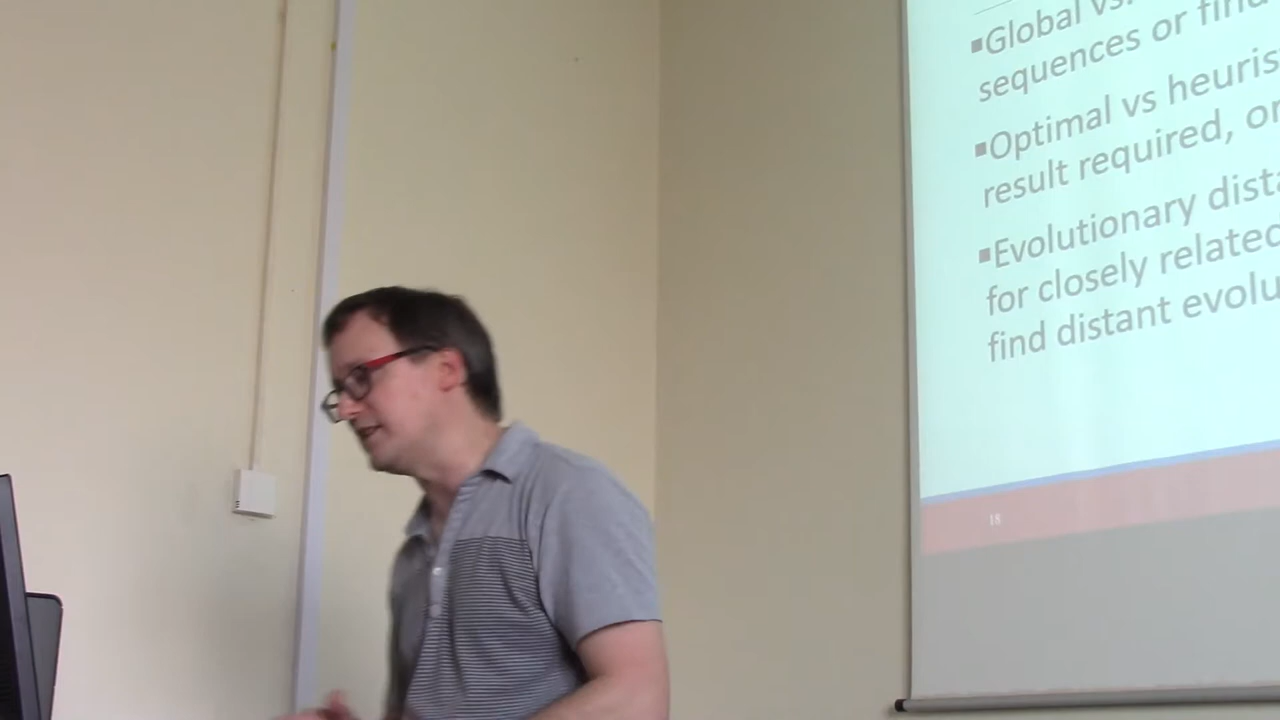 ▪Global vs.
sequences or find
▪Optimal vs heuris
result required, or
▪Evolutionary dista
for closely related
find distant evolu
18